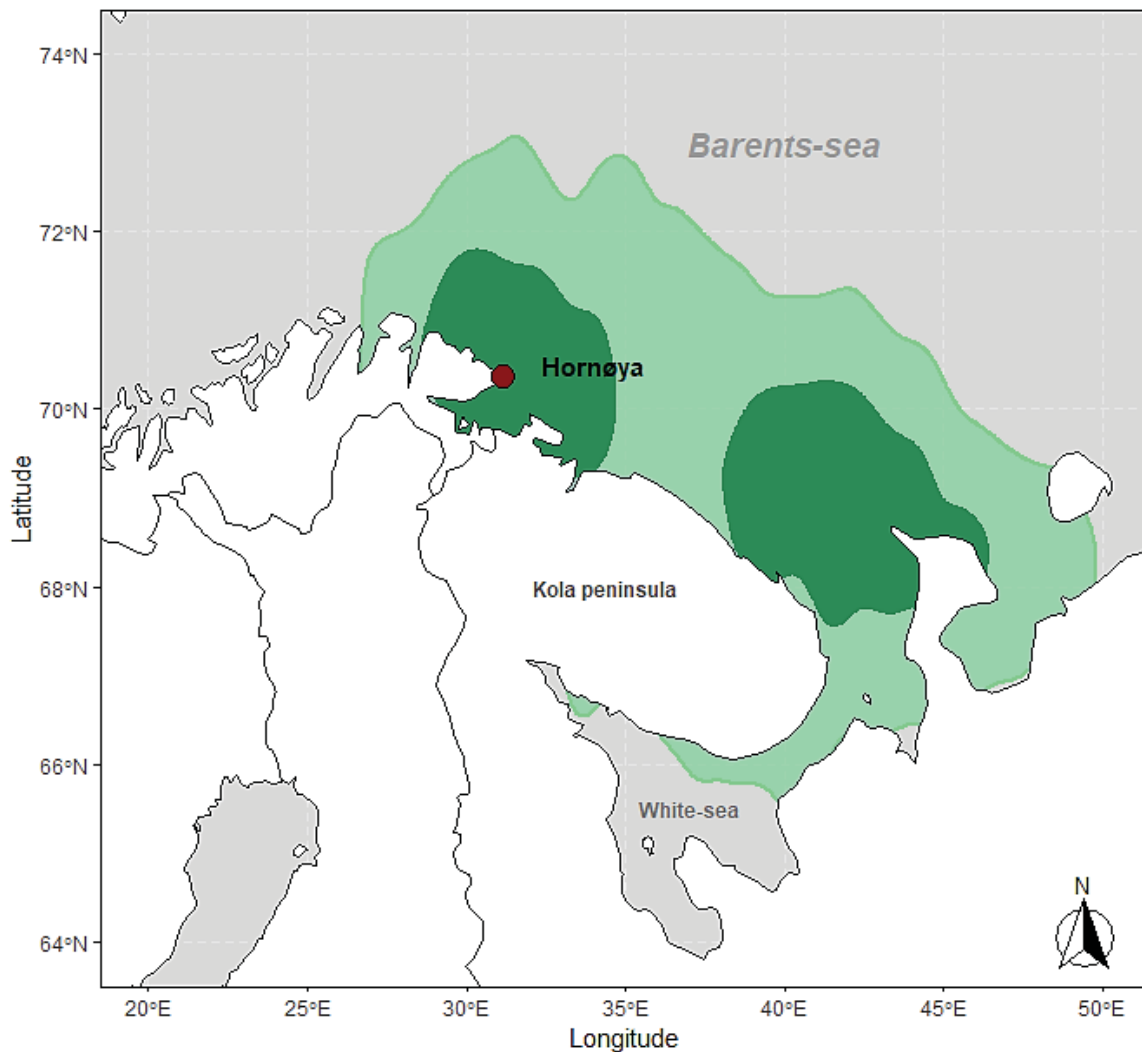 74°N
72°N
70°N
68°N
66°N
64°N
Latitude
Barents-sea
Hornøya
Kola peninsula
White-sea
N
20°E 25°E 30°E 35°E 40°E 45°E 50°E
Longitude